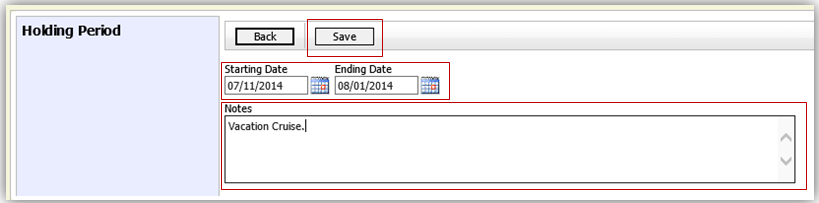 Holding Period
Back Save
Starting Date Ending Date
07/11/2014 08/01/2014
Notes
Vacation Cruise.